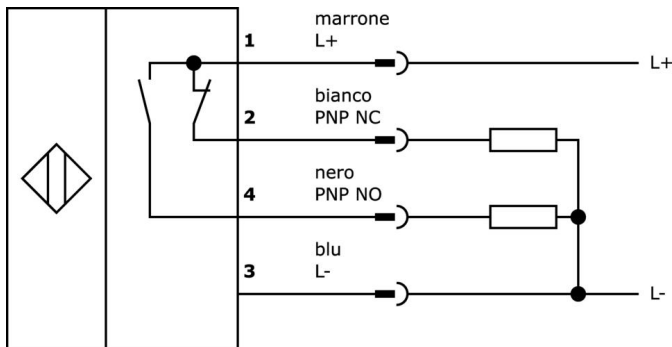 marrone
1 L+ L+
bianco
2 PNP NC
nero
4 PNP NO
blu
3 L- L-